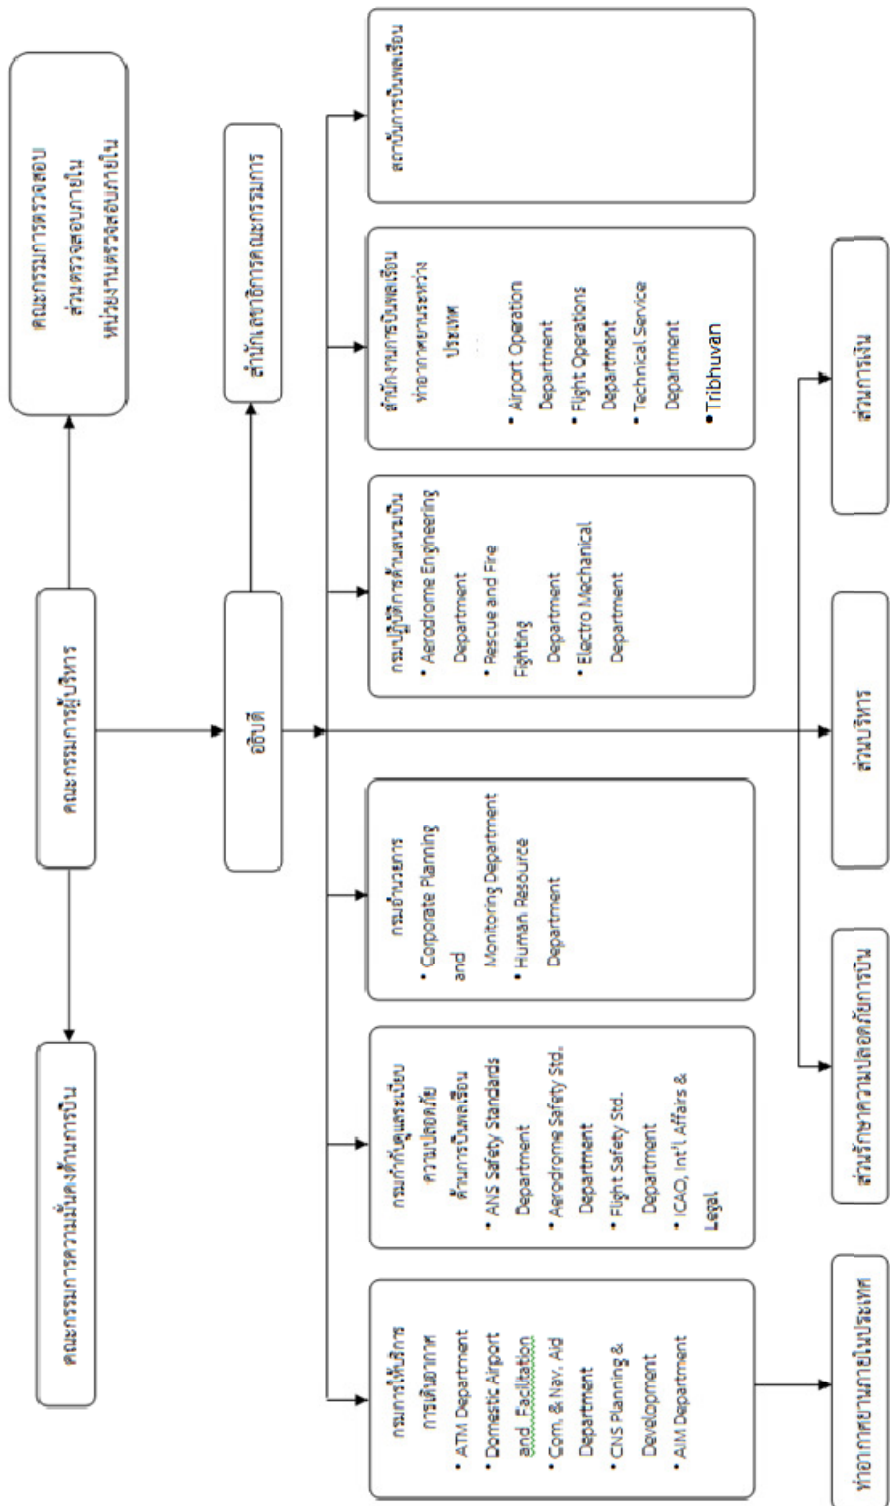 คณะกรรมการความมั่นคงด้านการบิน
คณะกรรมการผู้บริหาร
คณะกรรมการตรวจสอบ
ส่วนตรวจสอบภายใน
หน่วยงานตรวจสอบภายใน
อธิบดี
สำนักเลขาธิการคณะกรรมการ
กรมการให้บริการ
การเดินอากาศ
• ATM Department
• Domestic Airport
and Facilitation
• Com. & Nav. Aid
Department
• CNS Planning &
Development
• AIM Department
กรมกำกับดูแลระเบียบ
ความปลอดภัย
ด้านการบินพลเรือน
• ANS Safety Standards
Department
• Aerodrome Safety Std.
Department
• Flight Safety Std.
Department
• ICAO, Int'l Affairs &
Legal
กรมอำนวยการ
• Corporate Planning
and
Monitoring Department
• Human Resource
Department
กรมปฏิบัติการด้านสนามบิน
• Aerodrome Engineering
Department
• Rescue and Fire
Fighting
Department
• Electro Mechanical
Department
สำนักงานการบินพลเรือน
ท่าอากาศยานระหว่าง
ประเทศ
• Airport Operation
Department
• Flight Operations
Department
• Technical Service
Department
• Tribhuvan
สถาบันการบินพลเรือน
ท่าอากาศยานภายในประเทศ
ส่วนรักษาความปลอดภัยการบิน
ส่วนบริหาร
ส่วนการเงิน